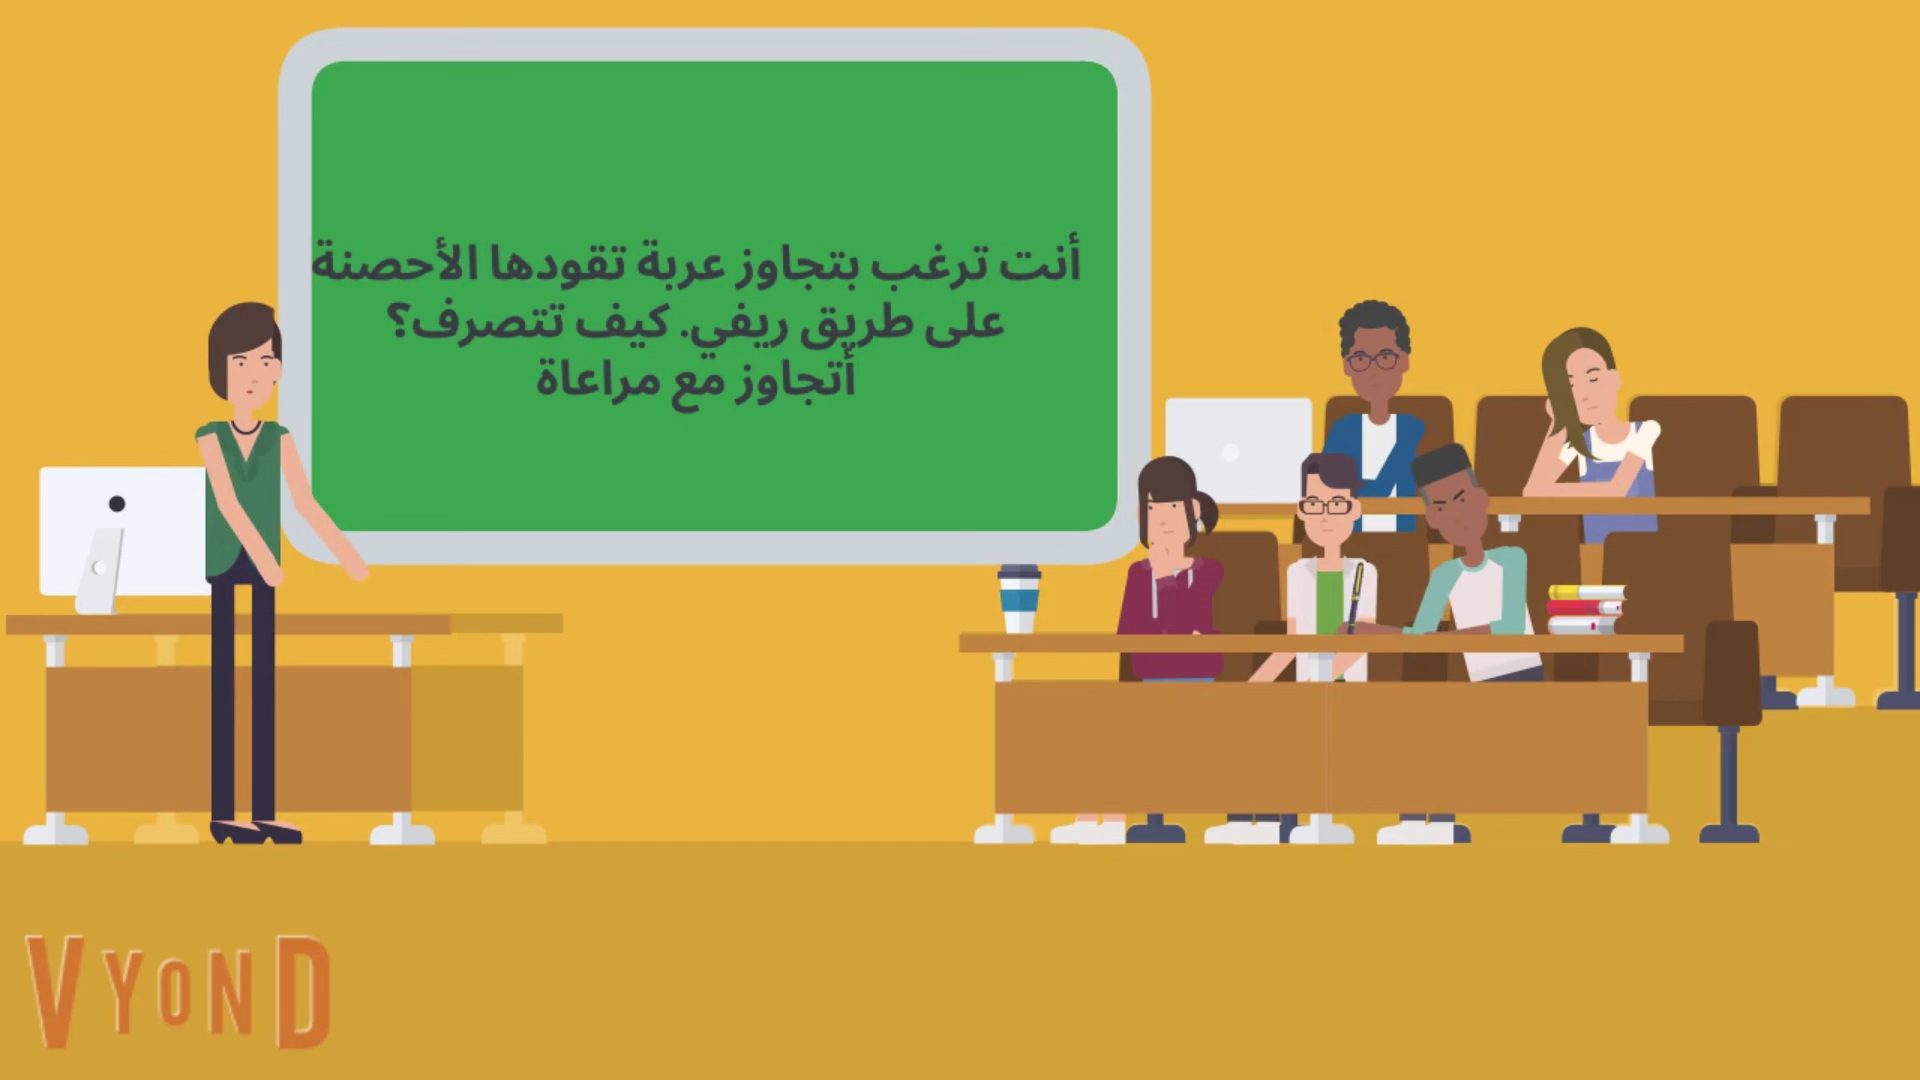 أنت ترغب بتجاوز عربة تقودها الأحصنة
على طريق ريفي. كيف تتصرف؟
أتجاوز مع مراعاة
VYOND